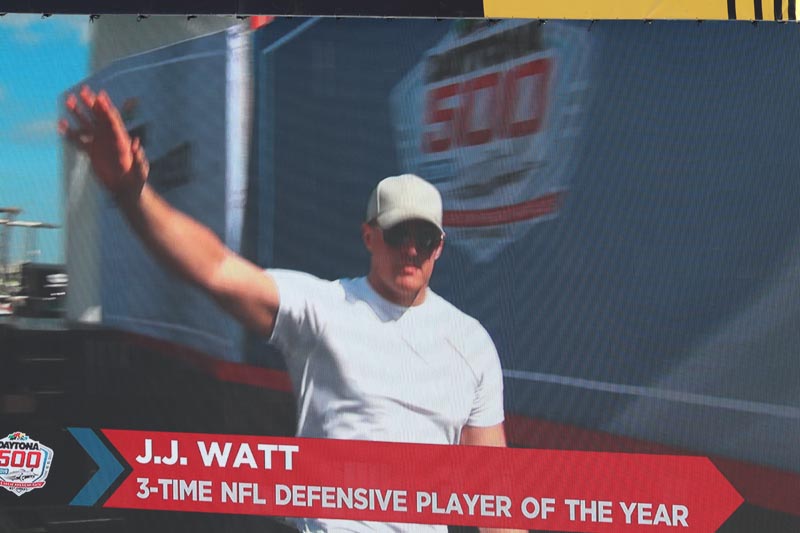 DAYTONA
500
J.J. WATT
3-TIME NFL DEFENSIVE PLAYER OF THE YEAR
DAYTONA
500